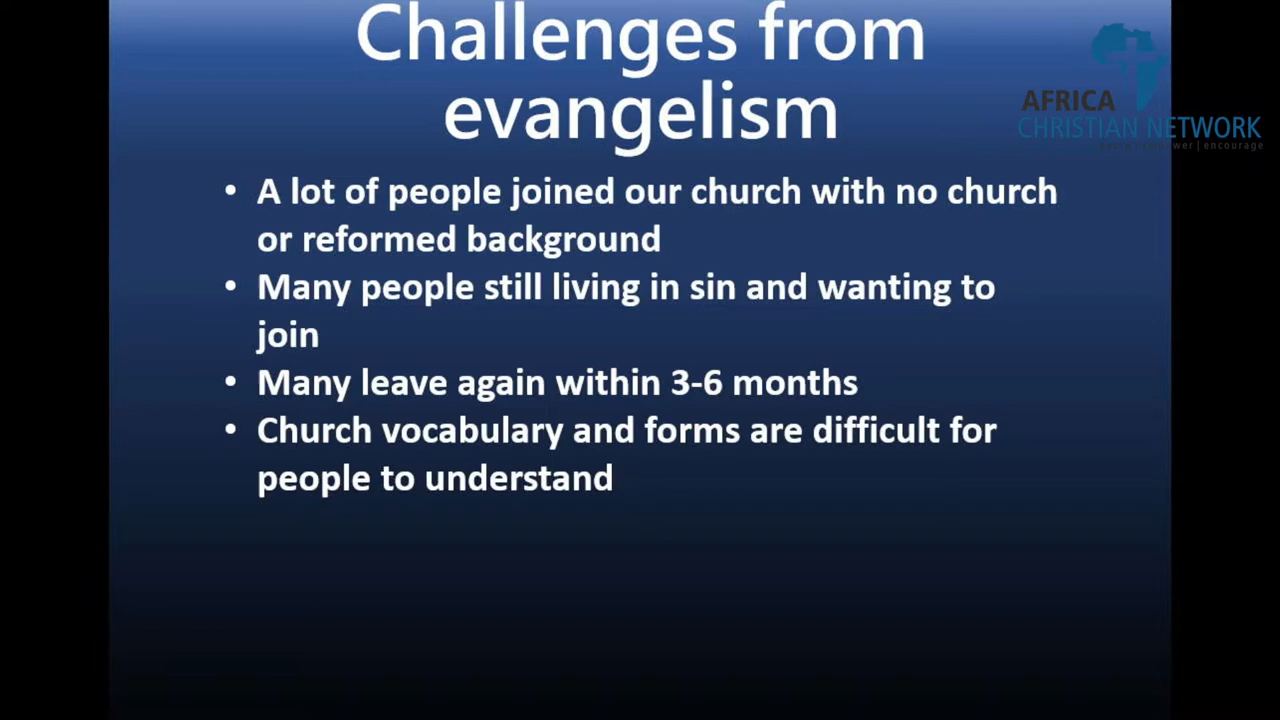 Challenges from
evangelism
AFRICA
CHRISTIAN NETWORK
encourage
• A lot of people joined our church with no church
or reformed background
• Many people still living in sin and wanting to
join
• Many leave again within 3-6 months
• Church vocabulary and forms are difficult for
people to understand